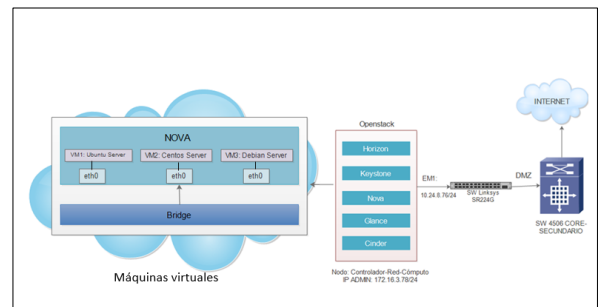 NOVA
VM1: Ubuntu Server
VM2: Centos Server
VM3: Debian Server
eth0
eth0
eth0
Bridge
Máquinas virtuales
Openstack
Horizon
Keystone
Nova
Glance
Cinder
Nodo: Controlador-Red-Cómputo
IP ADMIN: 172.16.3.78/24
EM1:
10.24.8.76/24
SW Linksys
SR224G
DMZ
INTERNET
SW 4506 CORE-
SECUNDARIO